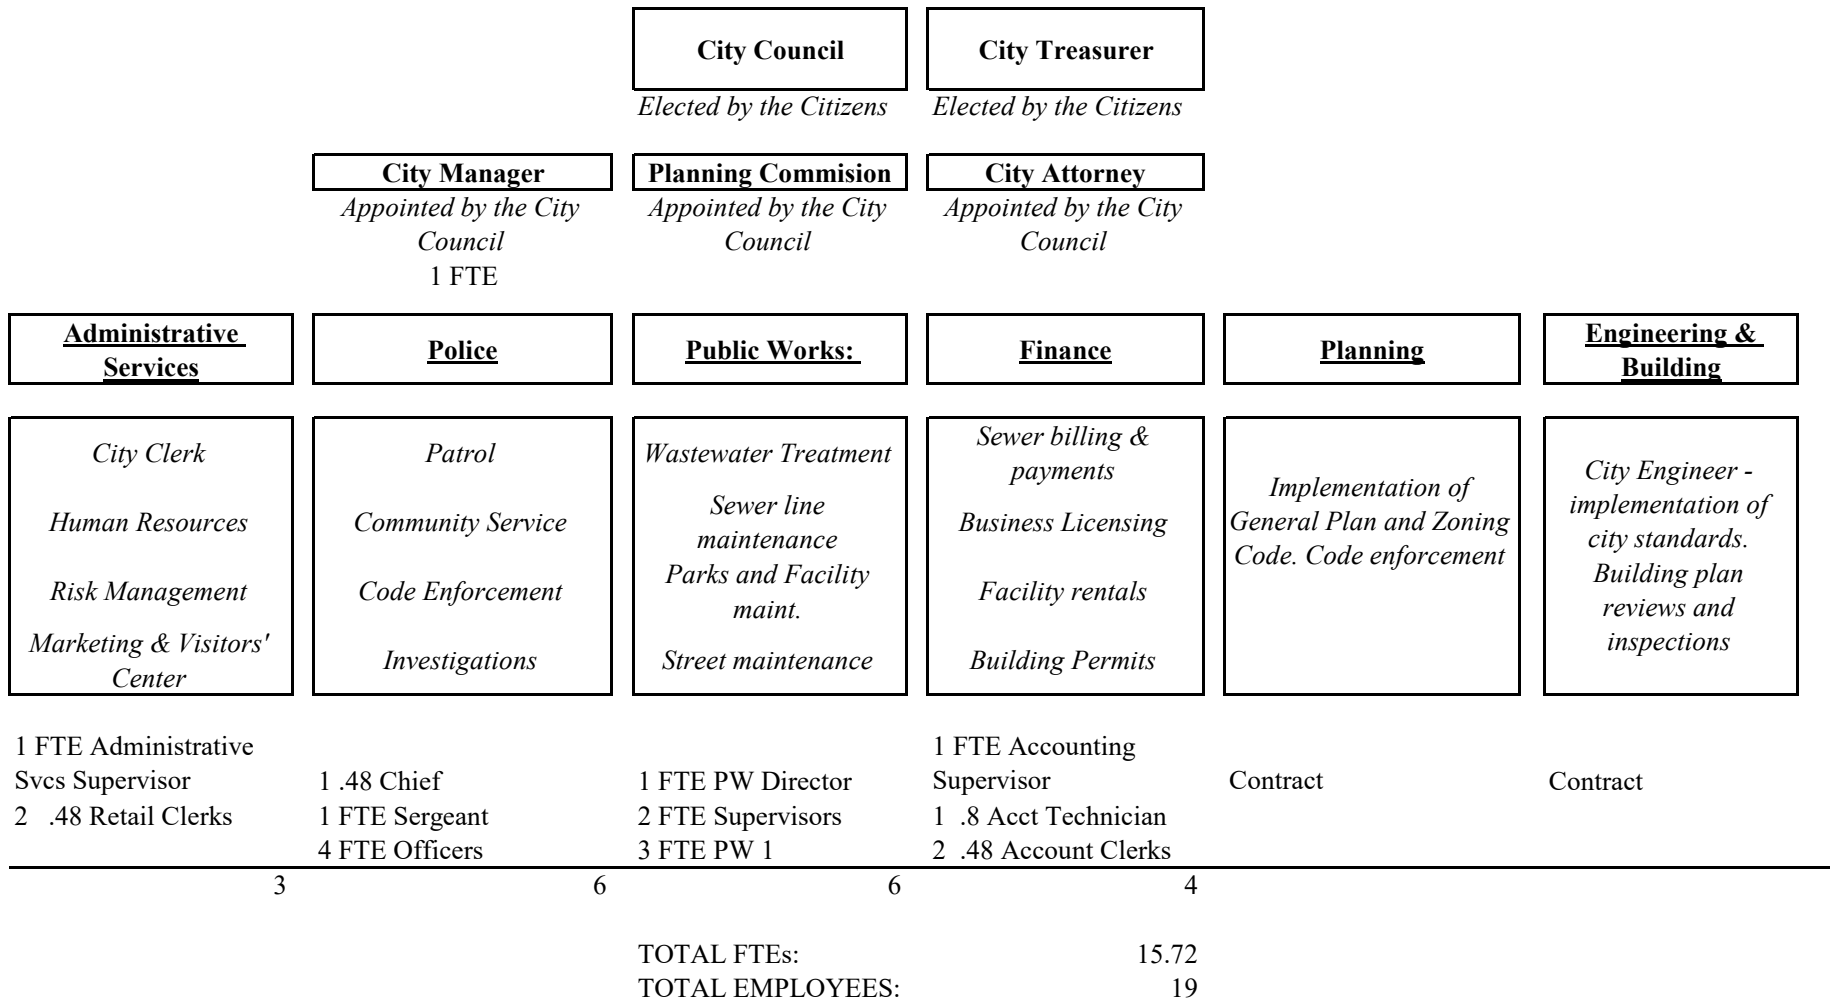 City Council
City Treasurer
Elected by the Citizens
Elected by the Citizens
City Manager
Planning Commision
City Attorney
Appointed by the City
Council
1 FTE
Appointed by the City
Council
Appointed by the City
Council
Administrative
Services
Police
Public Works:
Finance
Planning
Engineering &
Building
City Clerk
Human Resources
Risk Management
Marketing & Visitors'
Center
Patrol
Community Service
Code Enforcement
Investigations
Wastewater Treatment
Sewer line
maintenance
Parks and Facility
maint.
Street maintenance
Sewer billing &
payments
Business Licensing
Facility rentals
Building Permits
Implementation of
General Plan and Zoning
Code. Code enforcement
City Engineer -
implementation of
city standards.
Building plan
reviews and
inspections
1 FTE Administrative
Svcs Supervisor
2 .48 Retail Clerks
1 .48 Chief
1 FTE Sergeant
4 FTE Officers
1 FTE PW Director
2 FTE Supervisors
3 FTE PW 1
1 FTE Accounting
Supervisor
1 .8 Acct Technician
2 .48 Account Clerks
Contract
Contract
3 6 6 4
TOTAL FTEs: 15.72
TOTAL EMPLOYEES: 19